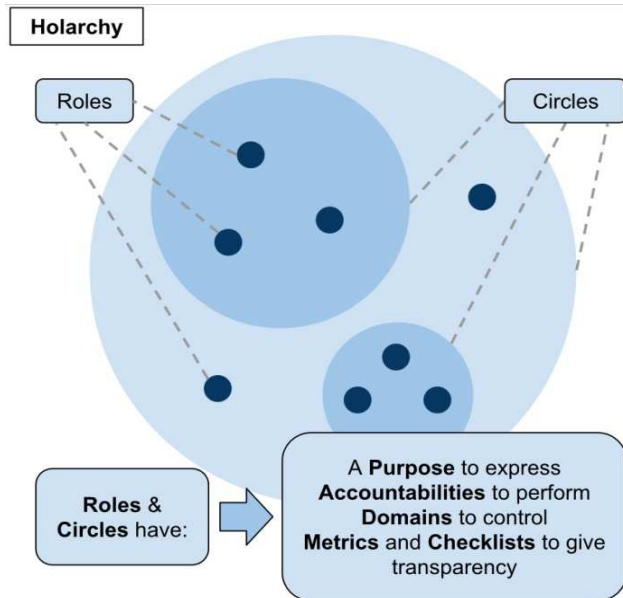 Holarchy
Roles
Circles
Roles &
Circles have:
A Purpose to express
Accountabilities to perform
Domains to control
Metrics and Checklists to give
transparency